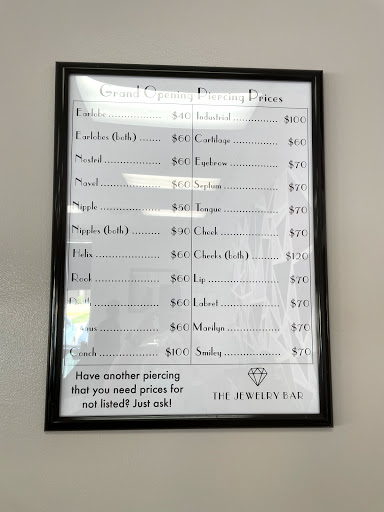 Grand Opening Piercing Prices
Earlobe .................... $40
Earlobes (both) ........ $60
Nostril ..................... $60
Navel ...................... $60
Nipple ..................... $50
Nipples (both) .......... $90
Helix ....................... $60
Rook ....................... $60
$60
$60
Conch .................... $100
Industrial .................. $100
Cartilage .................. $60
Eyebrow .................. $70
Septum .................... $70
Tongue .................... $70
Cheek ...................... $70
Cheeks (both) .......... $120
Lip ........................... $70
Labret ...................... $70
Marilyn .................... $70
Smiley ..................... $70
Have another piercing
that you need prices for
not listed? Just ask!
THE JEWELRY BAR